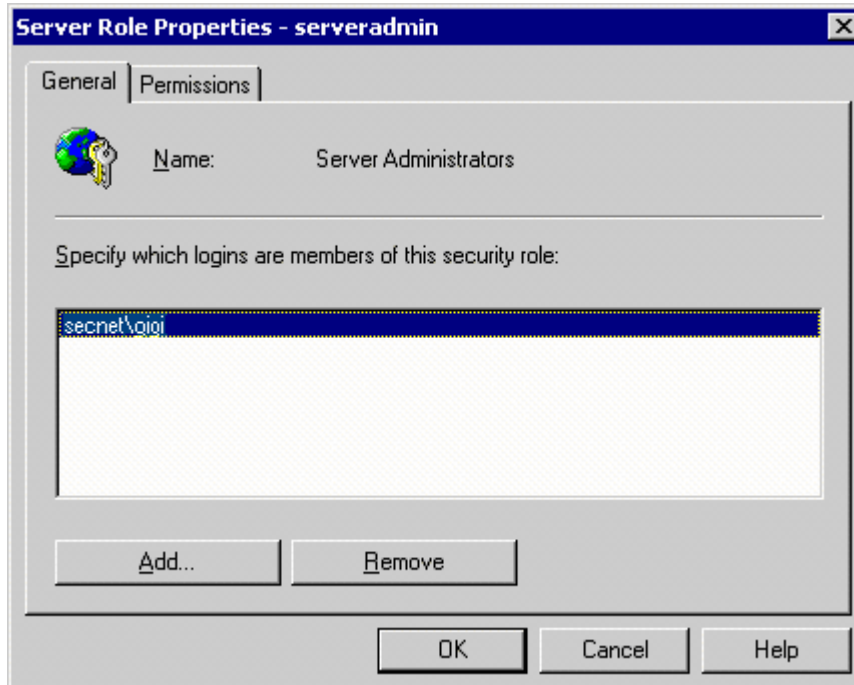 Server Role Properties - serveradmin
General Permissions
Name: Server Administrators
Specify which logins are members of this security role:
secnet\ojoj
Add... Remove
OK Cancel Help